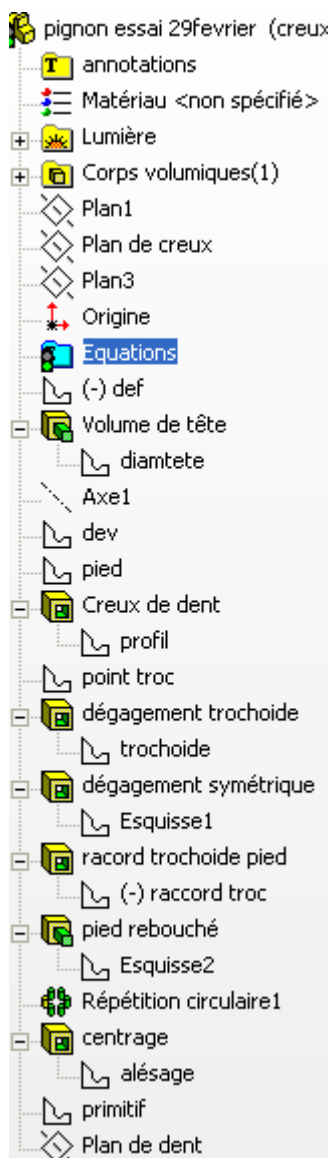 pignon essai 29fevrier (creux
annotations
Matériau <non spécifié>
Lumière
Corps volumiques(1)
Plan1
Plan de creux
Plan3
Origine
Equations
(-) def
Volume de tête
diamtete
Axe1
dev
pied
Creux de dent
profil
point troc
dégagement trochoide
trochoide
dégagement symétrique
Esquisse1
racord trochoide pied
(-) raccord troc
pied rebouché
Esquisse2
Répétition circulaire1
centrage
alésage
primitif
Plan de dent